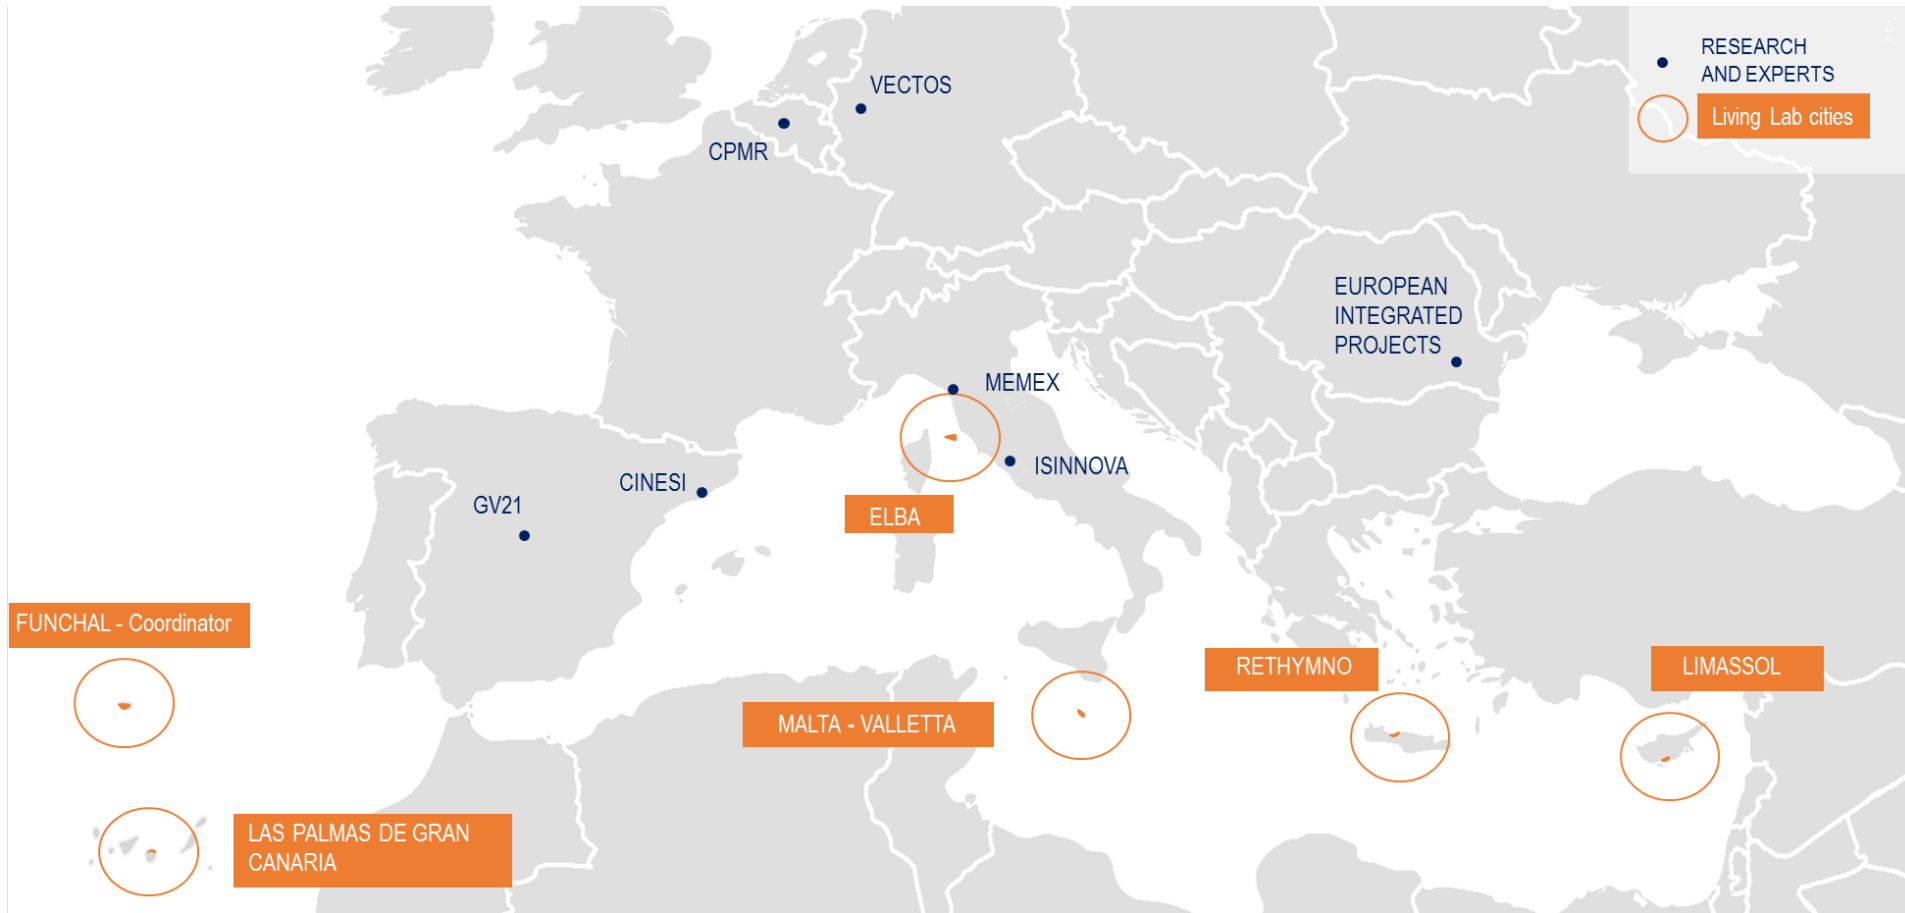 RESEARCH
AND EXPERTS
Living Lab cities
VECTOS
CPMR
EUROPEAN
INTEGRATED
PROJECTS
MEMEX
ISINNOVA
CINESI
GV21
ELBA
FUNCHAL - Coordinator
RETHYMNO
LIMASSOL
MALTA - VALLETTA
LAS PALMAS DE GRAN
CANARIA